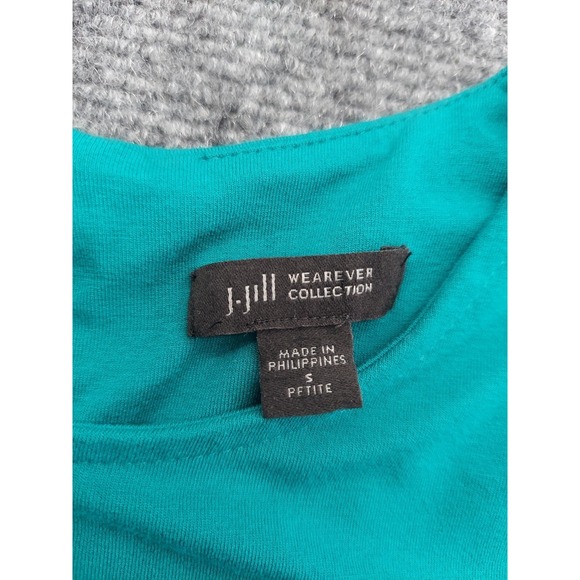 J.Jill WEAREVER
COLLECTION
MADE IN
PHILIPPINES
S
PETITE